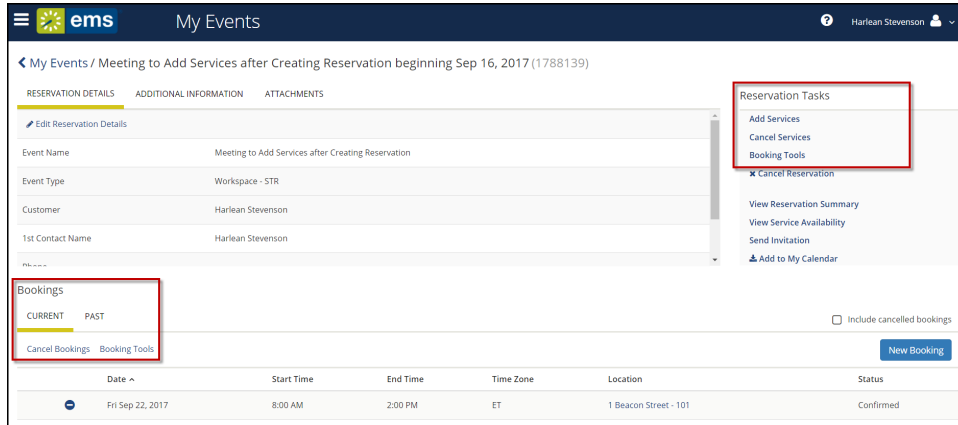 ems My Events Harlean Stevenson
My Events / Meeting to Add Services after Creating Reservation beginning Sep 16, 2017 (1788139)
RESERVATION DETAILS ADDITIONAL INFORMATION ATTACHMENTS
Edit Reservation Details
Event Name Meeting to Add Services after Creating Reservation
Event Type Workspace - STR
Customer Harlean Stevenson
1st Contact Name Harlean Stevenson
Phone
Reservation Tasks
Add Services
Cancel Services
Booking Tools
Cancel Reservation
View Reservation Summary
View Service Availability
Send Invitation
Add to My Calendar
Bookings
CURRENT PAST
Include cancelled bookings
Cancel Bookings Booking Tools
New Booking
Date Start Time End Time Time Zone Location Status
Fri Sep 22, 2017 8:00 AM 2:00 PM ET 1 Beacon Street - 101 Confirmed